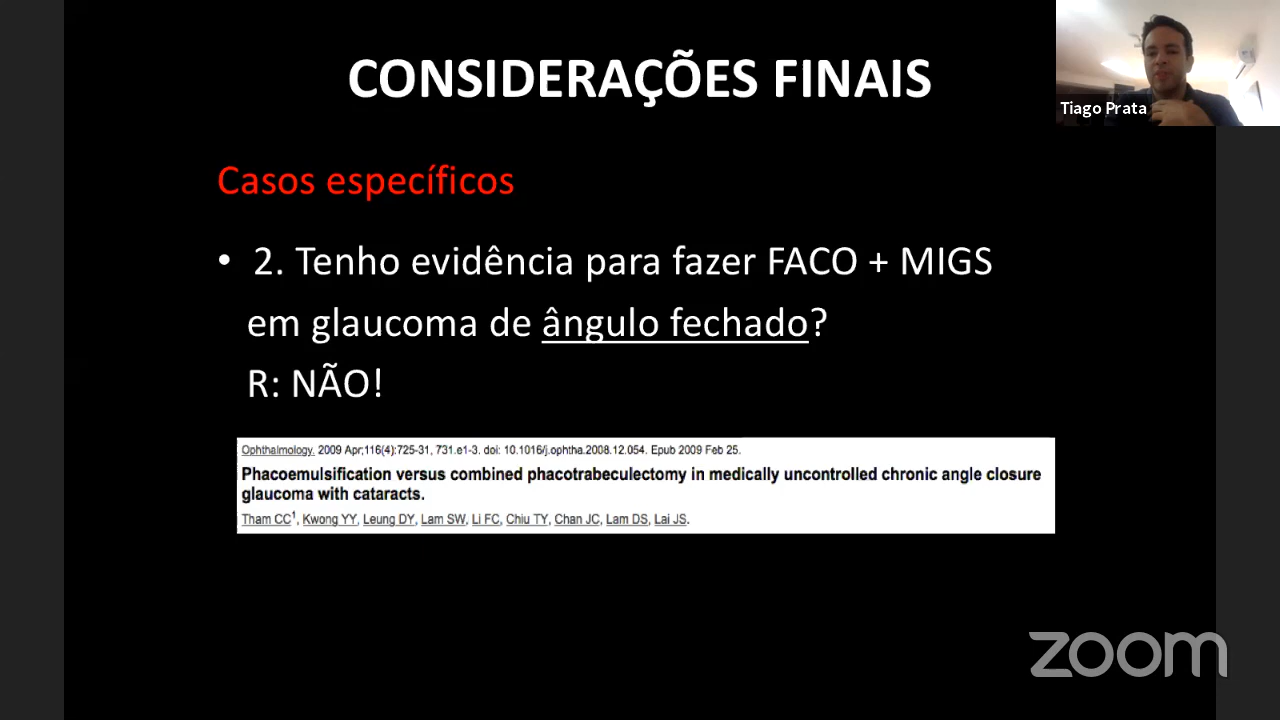 CONSIDERAÇÕES FINAIS
Tiago Prata
Casos específicos
• 2. Tenho evidência para fazer FACO + MIGS
em glaucoma de ângulo fechado?
R: NÃO!
Ophthalmology. 2009 Apr;116(4):725-31, 731.e1-3. doi: 10.1016/j.ophtha.2008.12.054. Epub 2009 Feb 25.
Phacoemulsification versus combined phacotrabeculectomy in medically uncontrolled chronic angle closure
glaucoma with cataracts.
Tham CC1, Kwong YY, Leung DY, Lam SW, Li FC, Chiu TY, Chan JC, Lam DS, Lai JS.
zoom